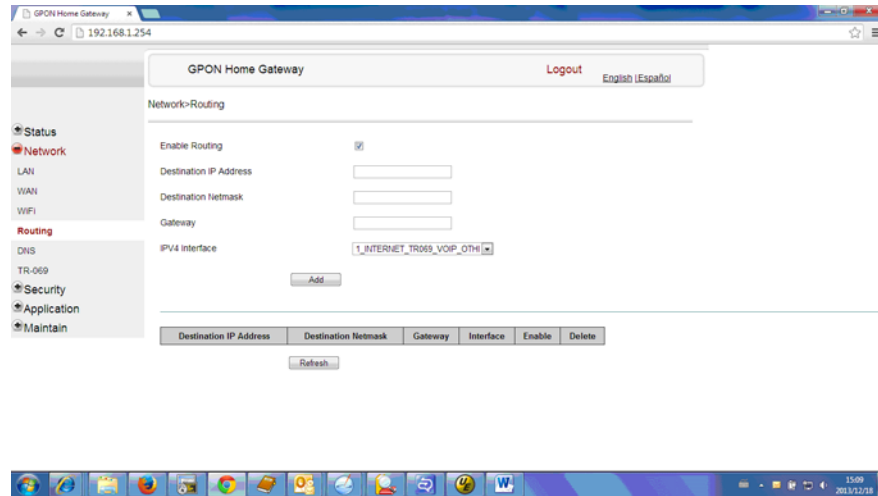 GPON Home Gateway
192.168.1.254
GPON Home Gateway
Logout
English |Español
Network>Routing
Status
Network
LAN
WAN
WiFi
Routing
DNS
TR-069
Security
Application
Maintain
Enable Routing
Destination IP Address
Destination Netmask
Gateway
IPV4 Interface
1_INTERNET_TR069_VOIP_OTHI
Add
Destination IP Address Destination Netmask Gateway Interface Enable Delete
Refresh
15:09
2013/12/18